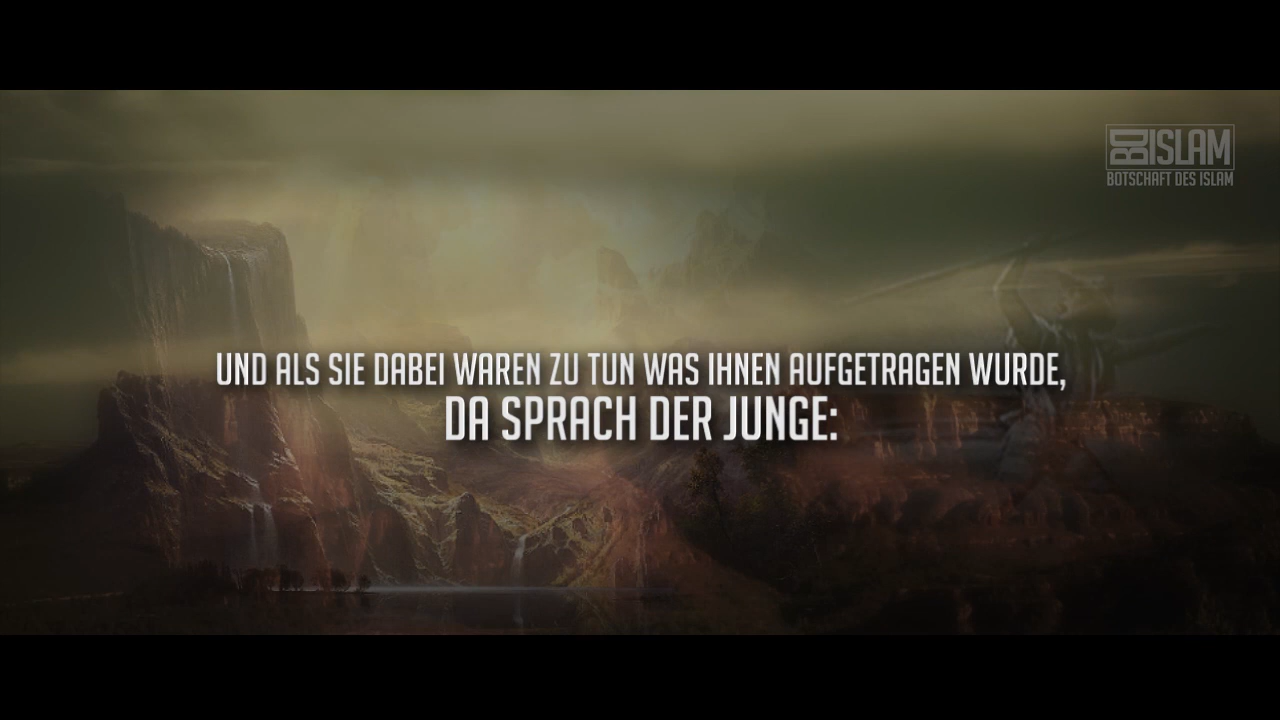 BDISLAM
BOTSCHAFT DES ISLAM
UND ALS SIE DABEI WAREN ZU TUN WAS IHNEN AUFGETRAGEN WURDE,
DA SPRACH DER JUNGE: